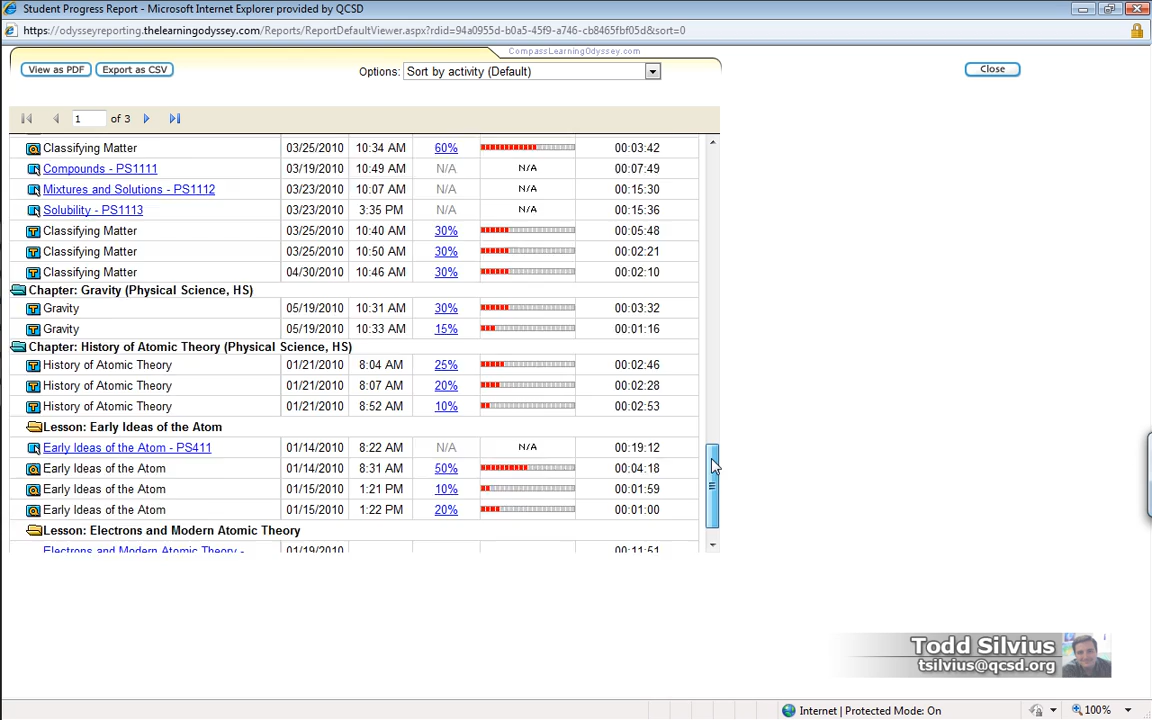 Student Progress Report - Microsoft Internet Explorer provided by QCSD
https://odysseyreporting.thelearningodyssey.com/Reports/ReportDefaultViewer.aspx?rdid=94a0955d-b0a5-45f9-a746-cb8465fbf05d&sort=0
CompassLearningOdyssey.com
View as PDF Export as CSV Options: Sort by activity (Default) Close
1 of 3
Classifying Matter 03/25/2010 10:34 AM 60% 00:03:42
Compounds - PS1111 03/19/2010 10:49 AM N/A N/A 00:07:49
Mixtures and Solutions - PS1112 03/23/2010 10:07 AM N/A N/A 00:15:30
Solubility - PS1113 03/23/2010 3:35 PM N/A N/A 00:15:36
Classifying Matter 03/25/2010 10:40 AM 30% 00:05:48
Classifying Matter 03/25/2010 10:50 AM 30% 00:02:21
Classifying Matter 04/30/2010 10:46 AM 30% 00:02:10
Chapter: Gravity (Physical Science, HS)
Gravity 05/19/2010 10:31 AM 30% 00:03:32
Gravity 05/19/2010 10:33 AM 15% 00:01:16
Chapter: History of Atomic Theory (Physical Science, HS)
History of Atomic Theory 01/21/2010 8:04 AM 25% 00:02:46
History of Atomic Theory 01/21/2010 8:07 AM 20% 00:02:28
History of Atomic Theory 01/21/2010 8:52 AM 10% 00:02:53
Lesson: Early Ideas of the Atom
Early Ideas of the Atom - PS411 01/14/2010 8:22 AM N/A N/A 00:19:12
Early Ideas of the Atom 01/14/2010 8:31 AM 50% 00:04:18
Early Ideas of the Atom 01/15/2010 1:21 PM 10% 00:01:59
Early Ideas of the Atom 01/15/2010 1:22 PM 20% 00:01:00
Lesson: Electrons and Modern Atomic Theory
Electrons and Modern Atomic Theory - 01/19/2010 00:11:51
Todd Silvius
tsilvius@qcsd.org
Internet | Protected Mode: On 100%